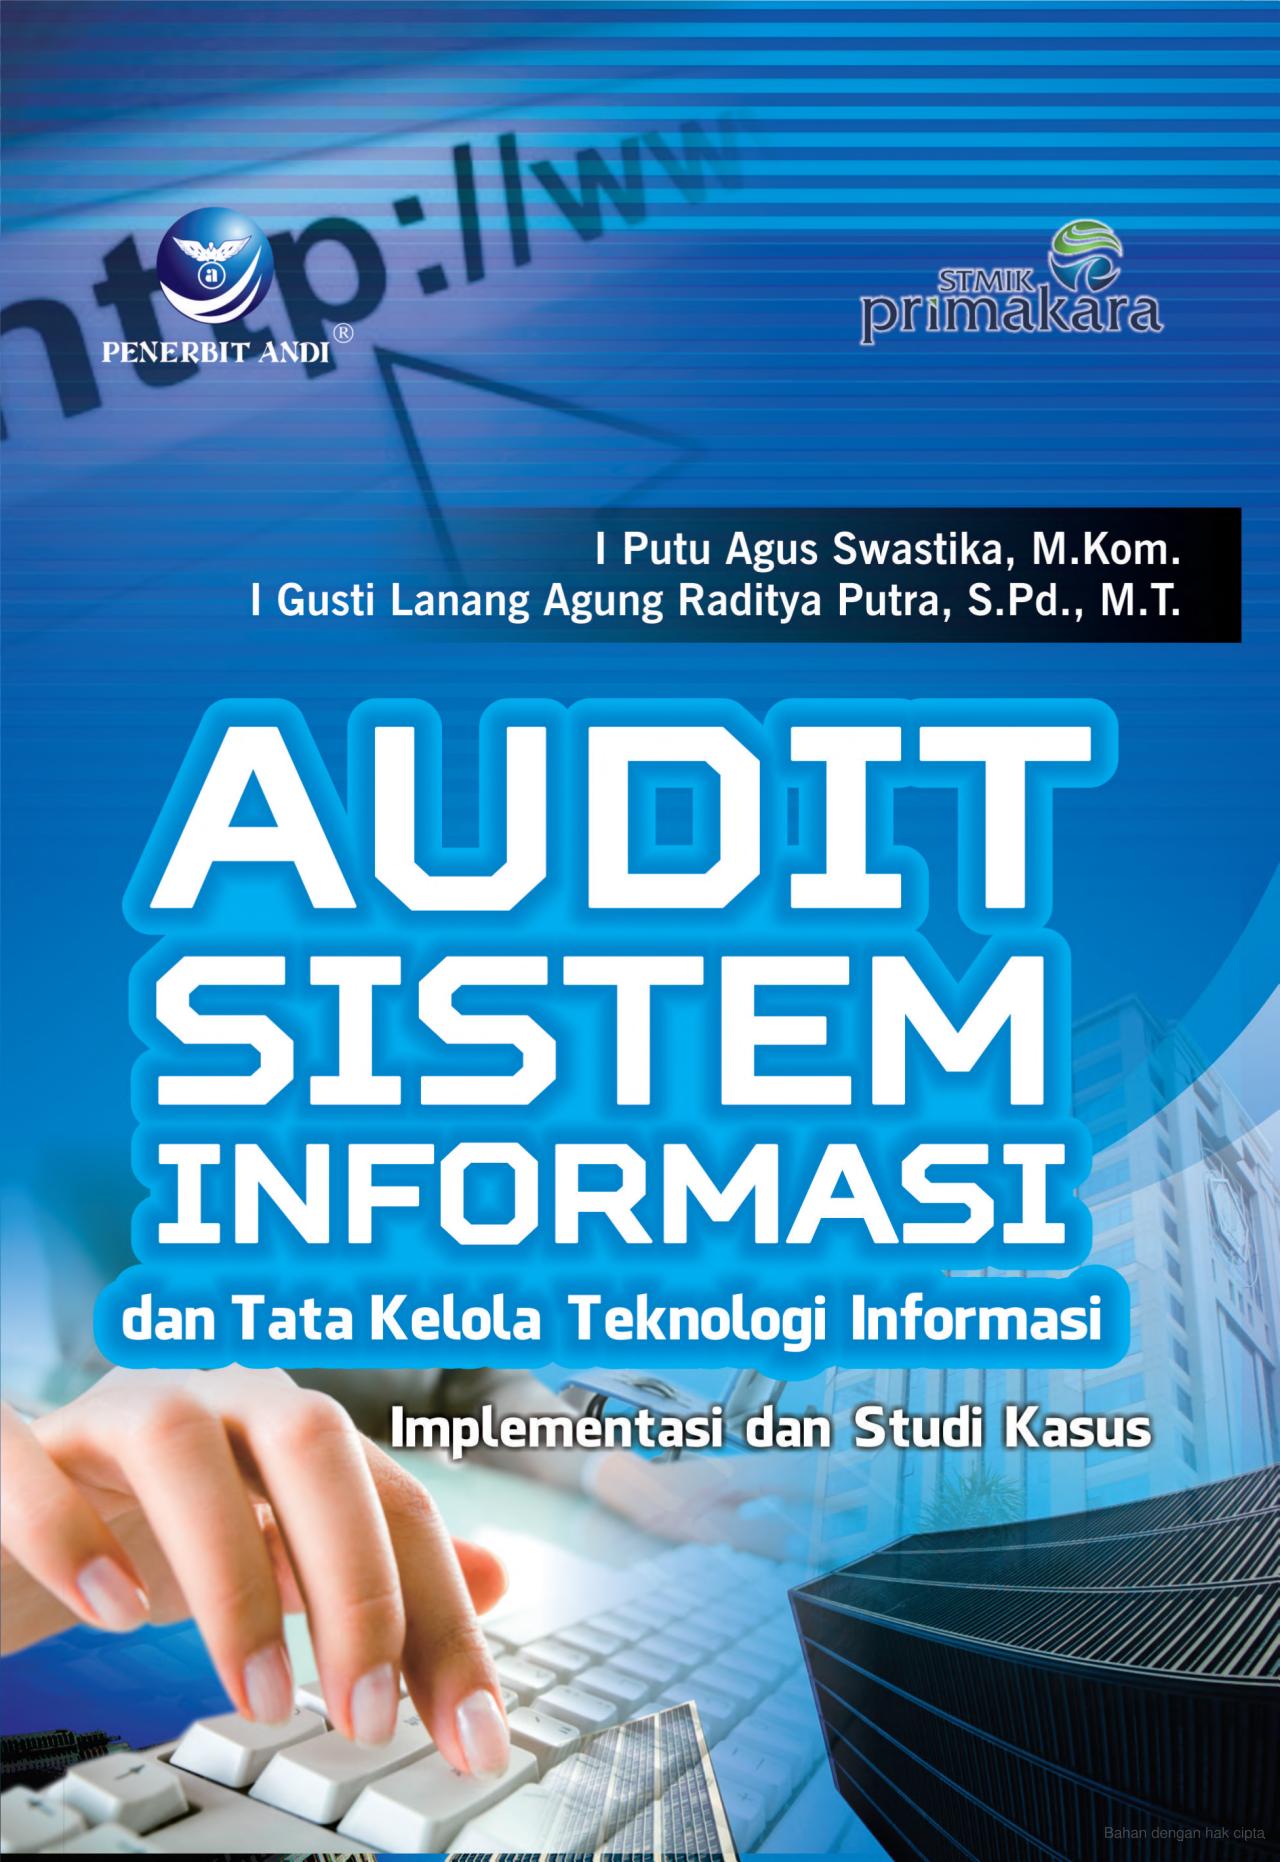 http://ww
a
PENERBIT ANDI®
STMIK
primakara
I Putu Agus Swastika, M.Kom.
I Gusti Lanang Agung Raditya Putra, S.Pd., M.T.
AUDIT
SISTEM
INFORMASI
dan Tata Kelola Teknologi Informasi
Implementasi dan Studi Kasus
Bahan dengan hak cipta